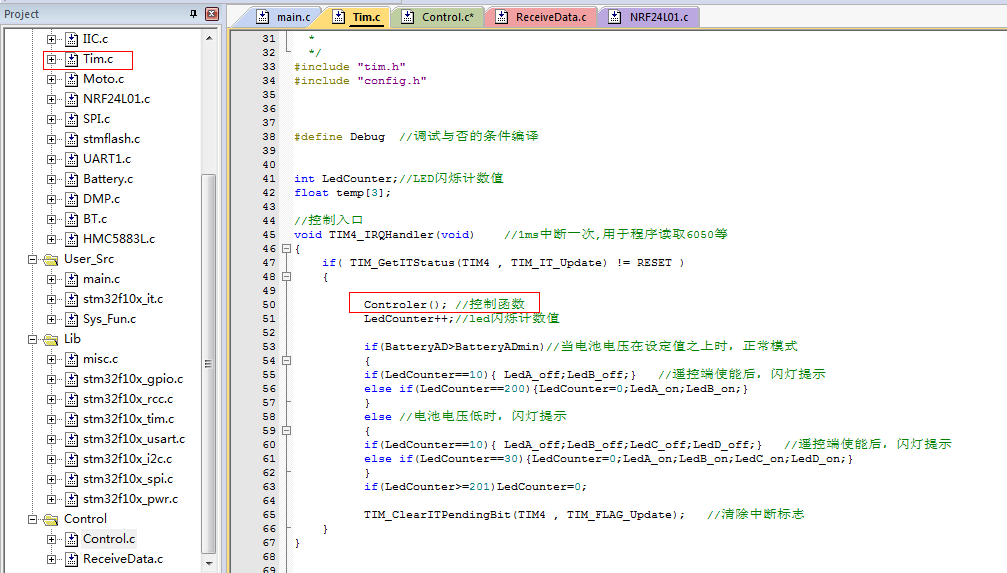 Project
IIC.c
Tim.c
Moto.c
NRF24L01.c
SPI.c
stmflash.c
UART1.c
Battery.c
DMP.c
BT.c
HMC5883L.c
User_Src
main.c
stm32f10x_it.c
Sys_Fun.c
Lib
misc.c
stm32f10x_gpio.c
stm32f10x_rcc.c
stm32f10x_tim.c
stm32f10x_usart.c
stm32f10x_i2c.c
stm32f10x_spi.c
stm32f10x_pwr.c
Control
Control.c
ReceiveData.c
main.c Tim.c Control.c* ReceiveData.c NRF24L01.c
31 *
32 */
33 #include "tim.h"
34 #include "config.h"
35
36
37
38 #define Debug //调试与否的条件编译
39
40
41 int LedCounter;//LED闪烁计数值
42 float temp[3];
43
44 //控制入口
45 void TIM4_IRQHandler(void) //1ms中断一次,用于程序读取6050等
46 {
47 if( TIM_GetITStatus(TIM4 , TIM_IT_Update) != RESET )
48 {
49
50 Controler(); //控制函数
51 LedCounter++;//led闪烁计数值
52
53 if(BatteryAD>BatteryADmin)//当电池电压在设定值之上时，正常模式
54 {
55 if(LedCounter==10){ LedA_off;LedB_off;} //遥控端使能后，闪灯提示
56 else if(LedCounter==200){LedCounter=0;LedA_on;LedB_on;}
57 }
58 else //电池电压低时，闪灯提示
59 {
60 if(LedCounter==10){ LedA_off;LedB_off;LedC_off;LedD_off;} //遥控端使能后，闪灯提示
61 else if(LedCounter==30){LedCounter=0;LedA_on;LedB_on;LedC_on;LedD_on;}
62 }
63 if(LedCounter>=201)LedCounter=0;
64
65 TIM_ClearITPendingBit(TIM4 , TIM_FLAG_Update); //清除中断标志
66 }
67 }
68
69